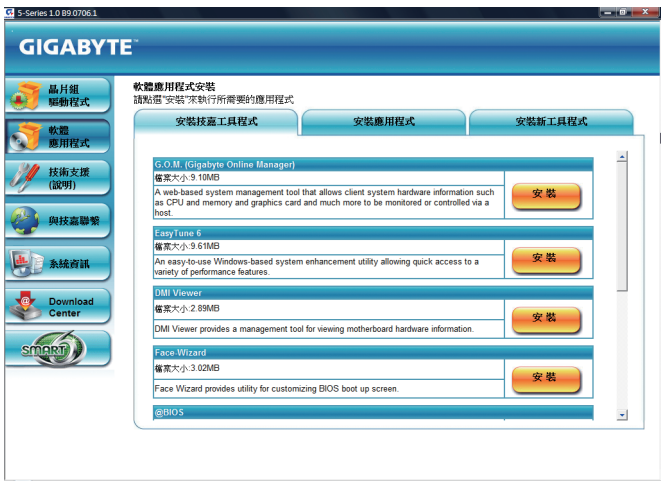 5-Series 1.0 B9.0706.1
GIGABYTE™
晶片組
驅動程式
軟體
應用程式
技術支援
(說明)
與技嘉聯繫
系統資訊
Download
Center
SMART6
軟體應用程式安裝
請點選"安裝"來執行所需要的應用程式
安裝技嘉工具程式
安裝應用程式
安裝新工具程式
G.O.M. (Gigabyte Online Manager)
檔案大小:9.10MB
A web-based system management tool that allows client system hardware information such
as CPU and memory and graphics card and much more to be monitored or controlled via a
host.
安裝
EasyTune 6
檔案大小:9.61MB
An easy-to-use Windows-based system enhancement utility allowing quick access to a
variety of performance features.
安裝
DMI Viewer
檔案大小:2.89MB
DMI Viewer provides a management tool for viewing motherboard hardware information.
安裝
Face-Wizard
檔案大小:3.02MB
Face Wizard provides utility for customizing BIOS boot up screen.
安裝
@BIOS